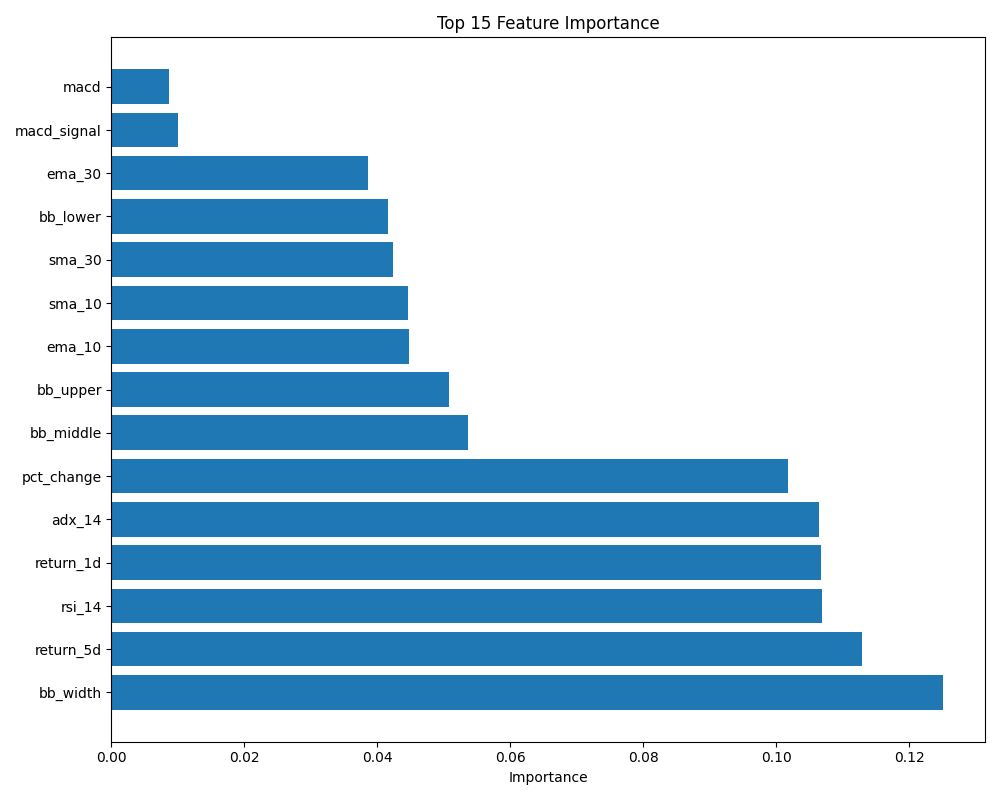 Top 15 Feature Importance
macd
macd_signal
ema_30
bb_lower
sma_30
sma_10
ema_10
bb_upper
bb_middle
pct_change
adx_14
return_1d
rsi_14
return_5d
bb_width
0.00 0.02 0.04 0.06 0.08 0.10 0.12
Importance